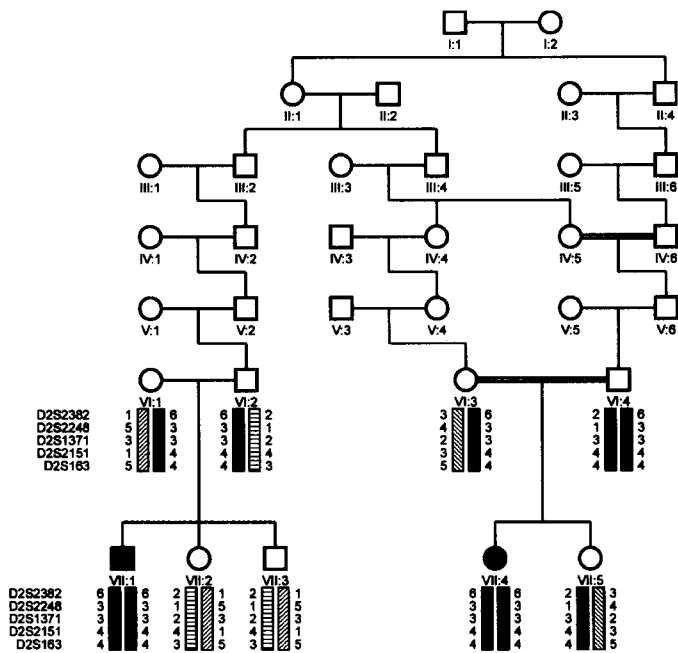 I:1 I:2
II:1 II:2 II:3 II:4
III:1 III:2 III:3 III:4 III:5 III:6
IV:1 IV:2 IV:3 IV:4 IV:5 IV:6
V:1 V:2 V:3 V:4 V:5 V:6
VI:1 VI:2 VI:3 VI:4
D2S2382 1 6 6 2 3 6 2 6
D2S2248 5 3 3 1 4 3 1 3
D2S1371 3 3 3 2 2 3 3 3
D2S2151 1 4 4 4 3 4 4 4
D2S163 5 4 4 3 5 4 4 4
VII:1 VII:2 VII:3 VII:4 VII:5
D2S2382 6 6 2 1 2 1 6 6 2 3
D2S2248 3 3 1 5 1 5 3 3 1 4
D2S1371 3 3 2 3 2 3 3 3 3 2
D2S2151 4 4 4 1 4 1 4 4 4 3
D2S163 4 4 3 5 3 5 4 4 4 5